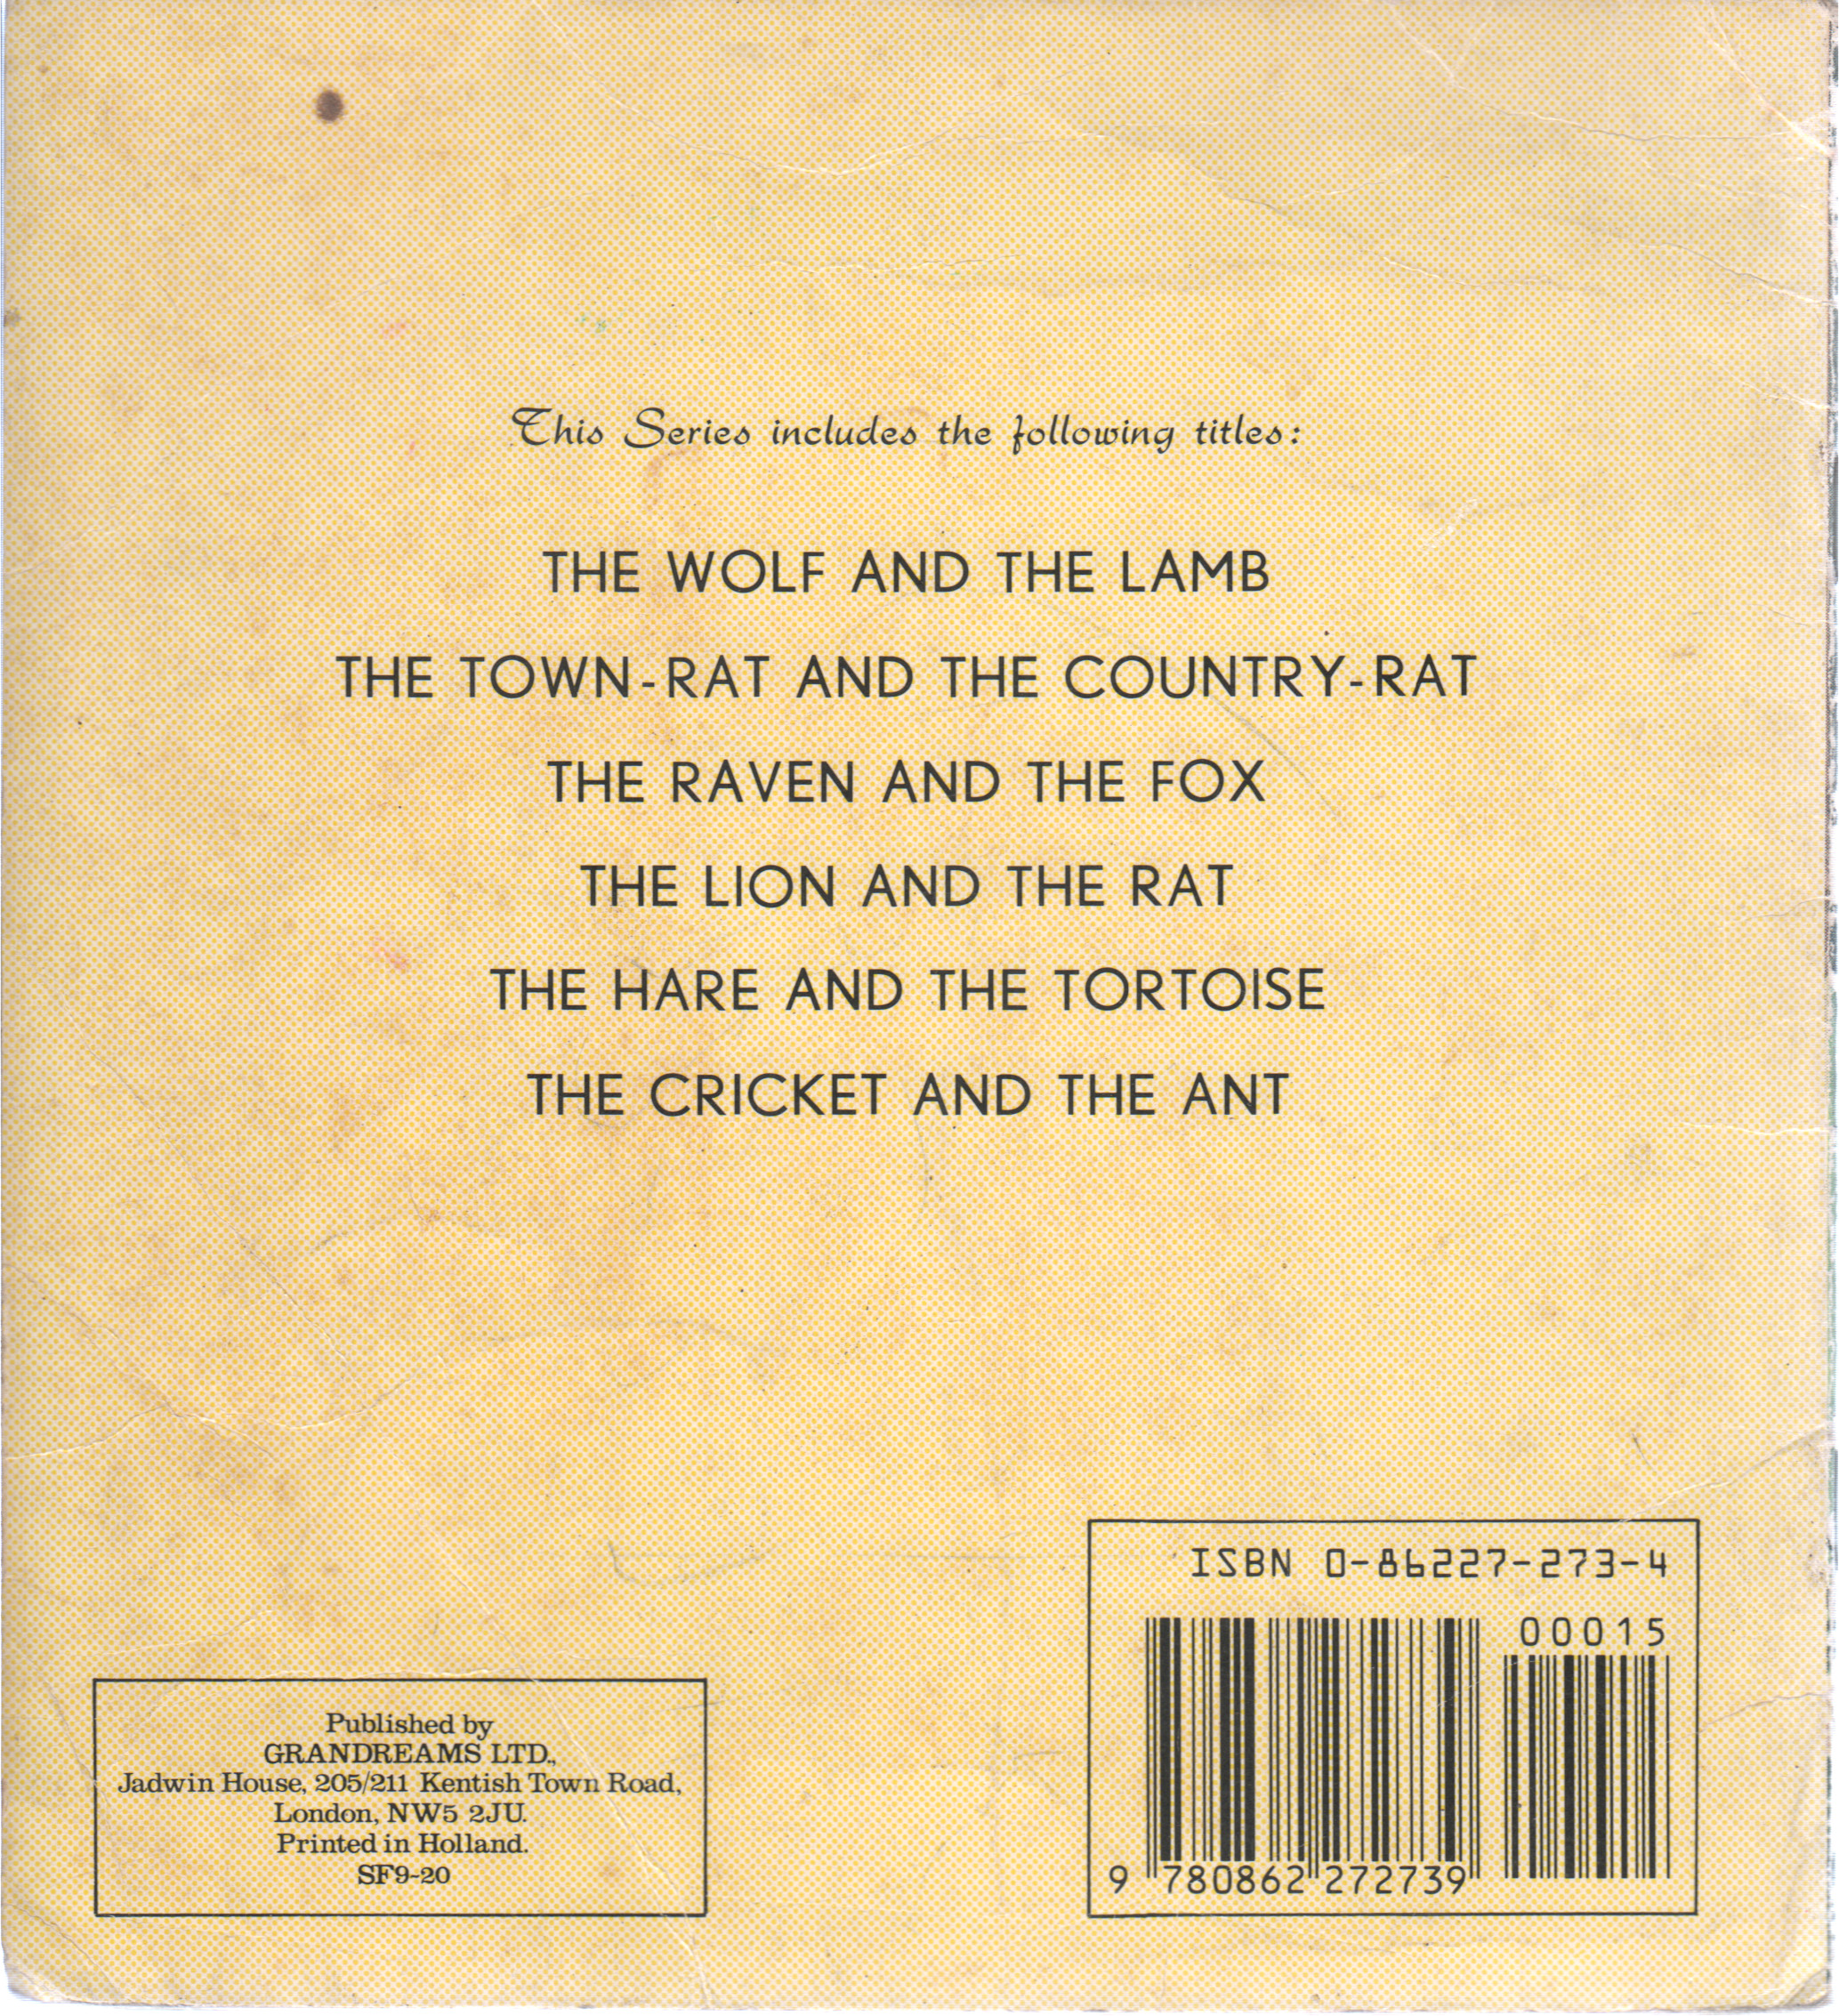 This Series includes the following titles:
THE WOLF AND THE LAMB
THE TOWN-RAT AND THE COUNTRY-RAT
THE RAVEN AND THE FOX
THE LION AND THE RAT
THE HARE AND THE TORTOISE
THE CRICKET AND THE ANT
Published by
GRANDREAMS LTD.,
Jadwin House, 205/211 Kentish Town Road,
London, NW5 2JU.
Printed in Holland.
SF9-20
ISBN 0-86227-273-4
00015
9 780862 272739